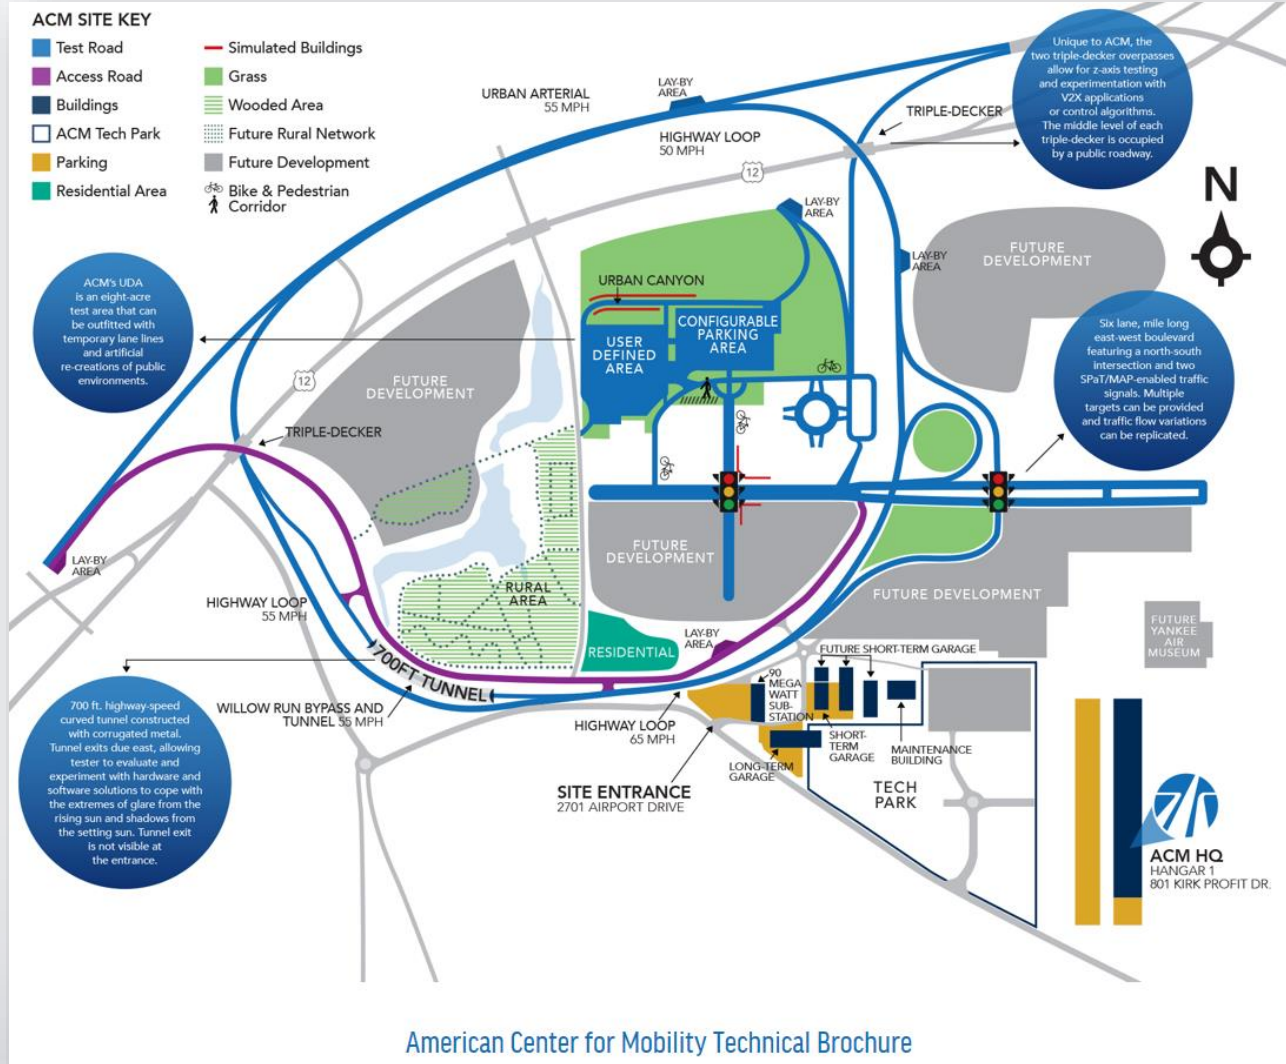 ACM SITE KEY
Test Road
Access Road
Buildings
ACM Tech Park
Parking
Residential Area
Simulated Buildings
Grass
Wooded Area
Future Rural Network
Future Development
Bike & Pedestrian
Corridor
URBAN ARTERIAL
55 MPH
LAY-BY
AREA
HIGHWAY LOOP
50 MPH
12
TRIPLE-DECKER
Unique to ACM, the
two triple-decker overpasses
allow for z-axis testing
and experimentation with
V2X applications
or control algorithms.
The middle level of each
triple-decker is occupied
by a public roadway.
N
LAY-BY
AREA
LAY-BY
AREA
FUTURE
DEVELOPMENT
ACM's UDA
is an eight-acre
test area that can
be outfitted with
temporary lane lines
and artificial
re-creations of public
environments.
URBAN CANYON
CONFIGURABLE
PARKING
AREA
USER
DEFINED
AREA
Six lane, mile long
east-west boulevard
featuring a north-south
intersection and two
SPaT/MAP-enabled traffic
signals. Multiple
targets can be provided
and traffic flow variations
can be replicated.
12
FUTURE
DEVELOPMENT
TRIPLE-DECKER
LAY-BY
AREA
FUTURE
DEVELOPMENT
HIGHWAY LOOP
55 MPH
RURAL
AREA
FUTURE DEVELOPMENT
FUTURE
YANKEE
AIR
MUSEUM
RESIDENTIAL
LAY-BY
AREA
700FT TUNNEL
FUTURE SHORT-TERM GARAGE
90
MEGA
WATT
SUB-
STATION
WILLOW RUN BYPASS AND
TUNNEL 55 MPH
HIGHWAY LOOP
65 MPH
SHORT-
TERM
GARAGE
MAINTENANCE
BUILDING
LONG-TERM
GARAGE
SITE ENTRANCE
2701 AIRPORT DRIVE
TECH
PARK
700 ft. highway-speed
curved tunnel constructed
with corrugated metal.
Tunnel exits due east, allowing
tester to evaluate and
experiment with hardware and
software solutions to cope with
the extremes of glare from the
rising sun and shadows from
the setting sun. Tunnel exit
is not visible at
the entrance.
ACM HQ
HANGAR 1
801 KIRK PROFIT DR.
American Center for Mobility Technical Brochure